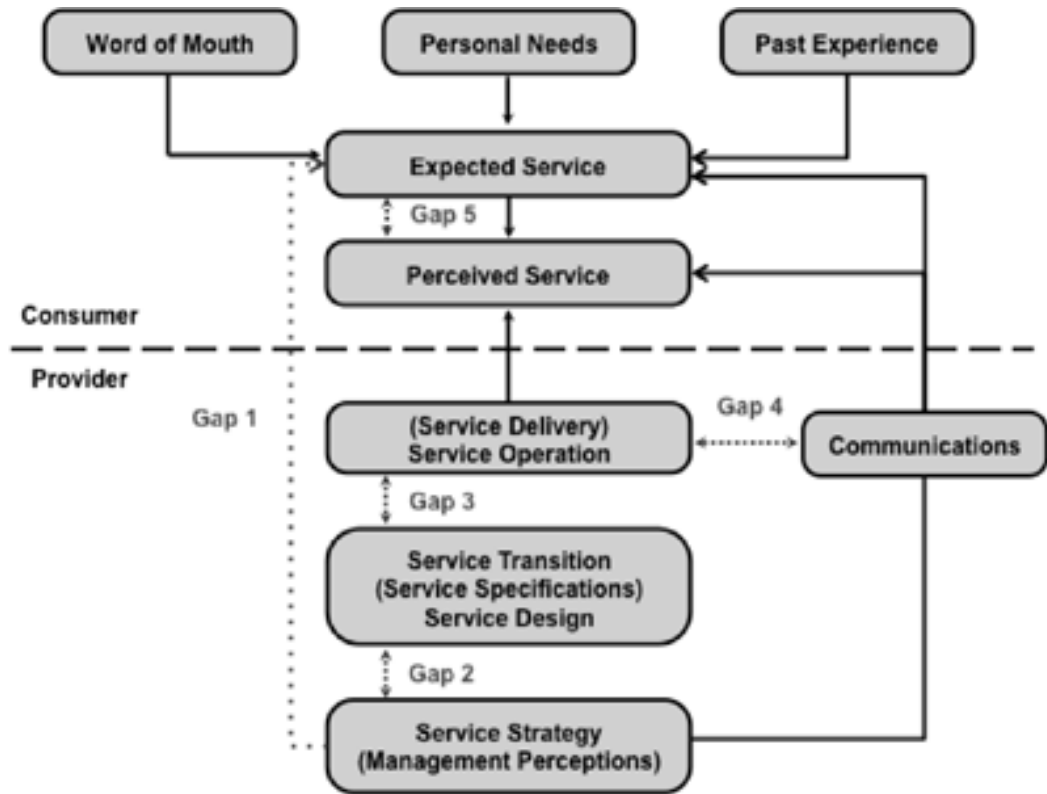 Word of Mouth
Personal Needs
Past Experience
Expected Service
Gap 5
Perceived Service
Consumer
Provider
Gap 1
(Service Delivery)
Service Operation
Gap 4
Communications
Gap 3
Service Transition
(Service Specifications)
Service Design
Gap 2
Service Strategy
(Management Perceptions)